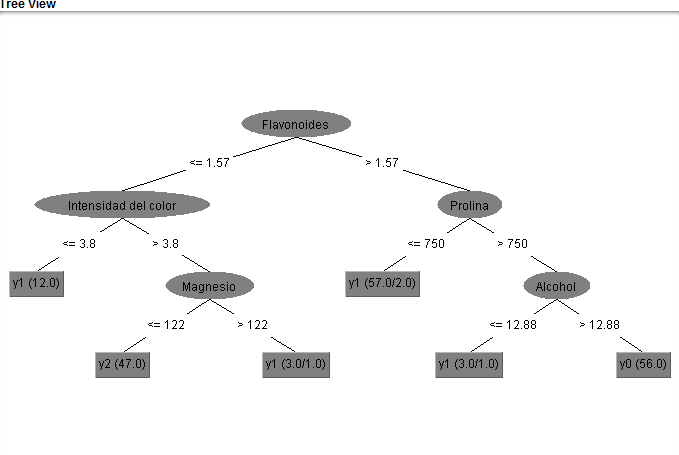 Tree View
Flavonoides
<= 1.57
> 1.57
Intensidad del color
Prolina
<= 3.8
> 3.8
<= 750
> 750
y1 (12.0)
Magnesio
y1 (57.0/2.0)
Alcohol
<= 122
> 122
<= 12.88
> 12.88
y2 (47.0)
y1 (3.0/1.0)
y1 (3.0/1.0)
y0 (56.0)